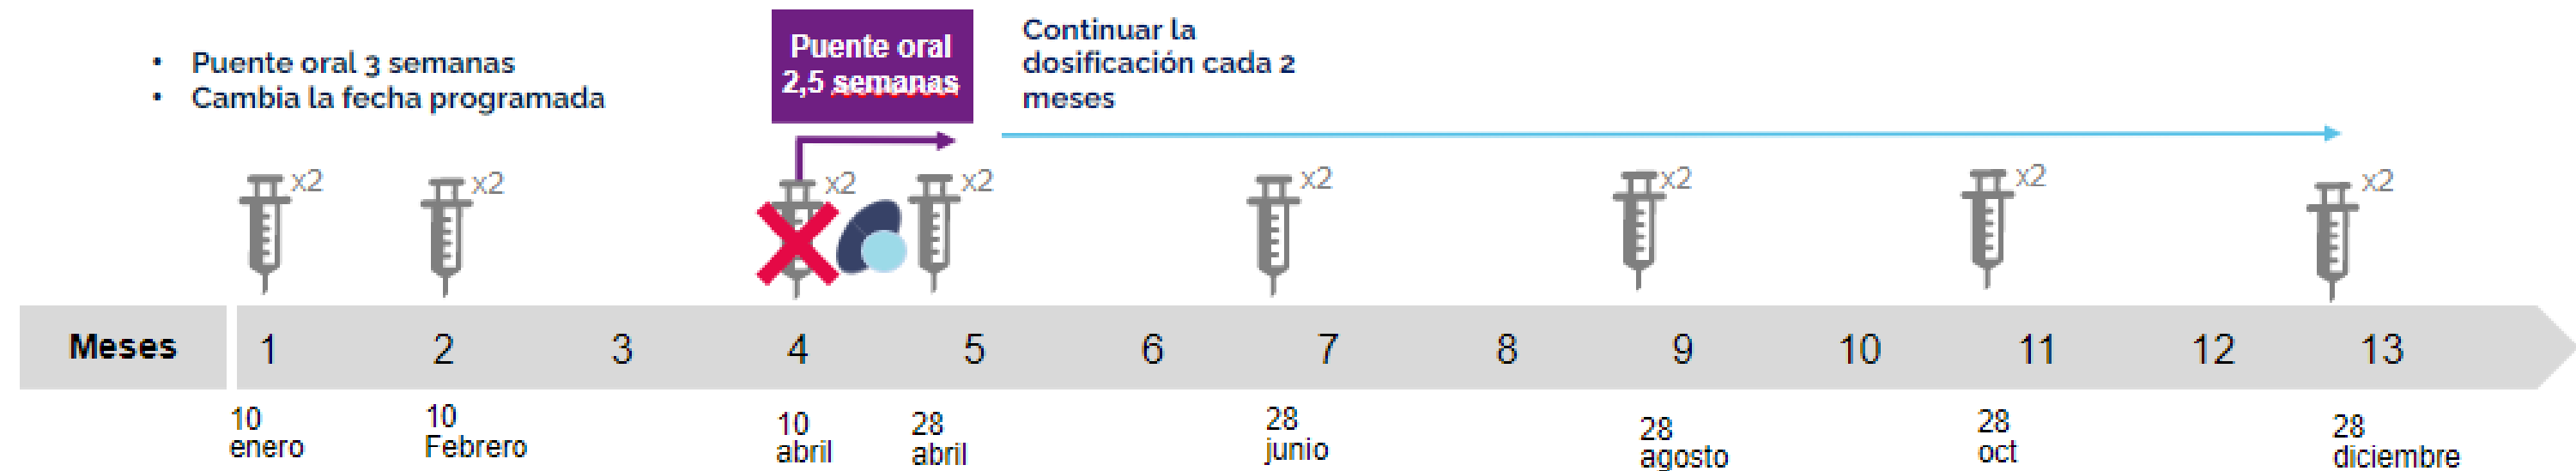 • Puente oral 3 semanas
• Cambia la fecha programada
Puente oral
2,5 semanas
Continuar la
dosificación cada 2
meses
x2 x2 x2 x2 x2 x2 x2 x2
Meses 1 2 3 4 5 6 7 8 9 10 11 12 13
10
enero
10
Febrero
10
abril
28
abril
28
junio
28
agosto
28
oct
28
diciembre